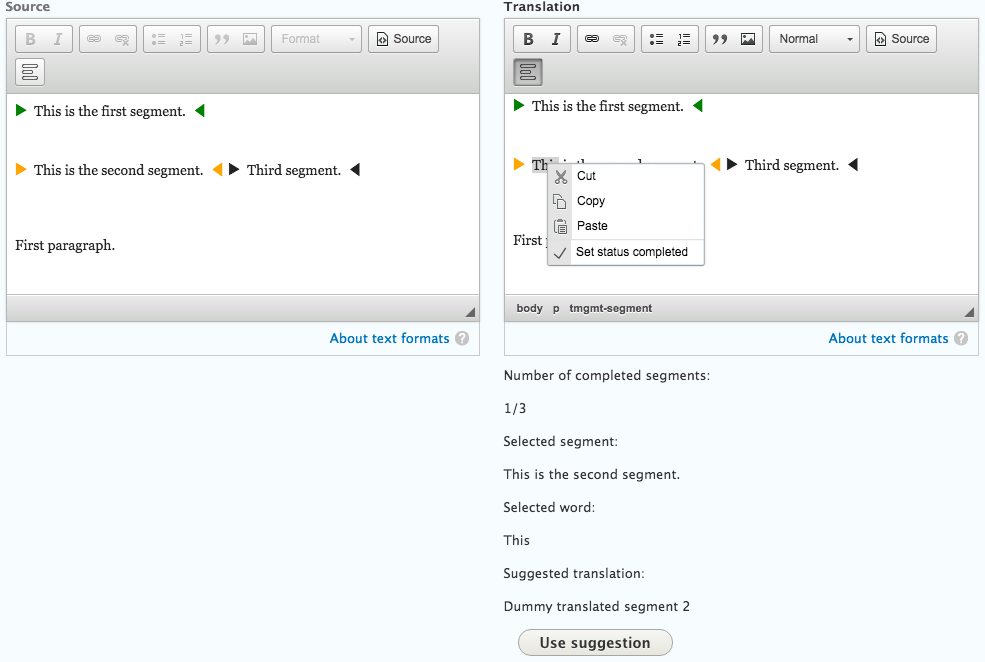 Source
B I Format Source
This is the first segment.
This is the second segment. Third segment.
First paragraph.
About text formats ?
Translation
B I Normal Source
This is the first segment.
This Third segment.
Cut
Copy
Paste
Set status completed
First
body p tmgmt-segment
About text formats ?
Number of completed segments:
1/3
Selected segment:
This is the second segment.
Selected word:
This
Suggested translation:
Dummy translated segment 2
Use suggestion